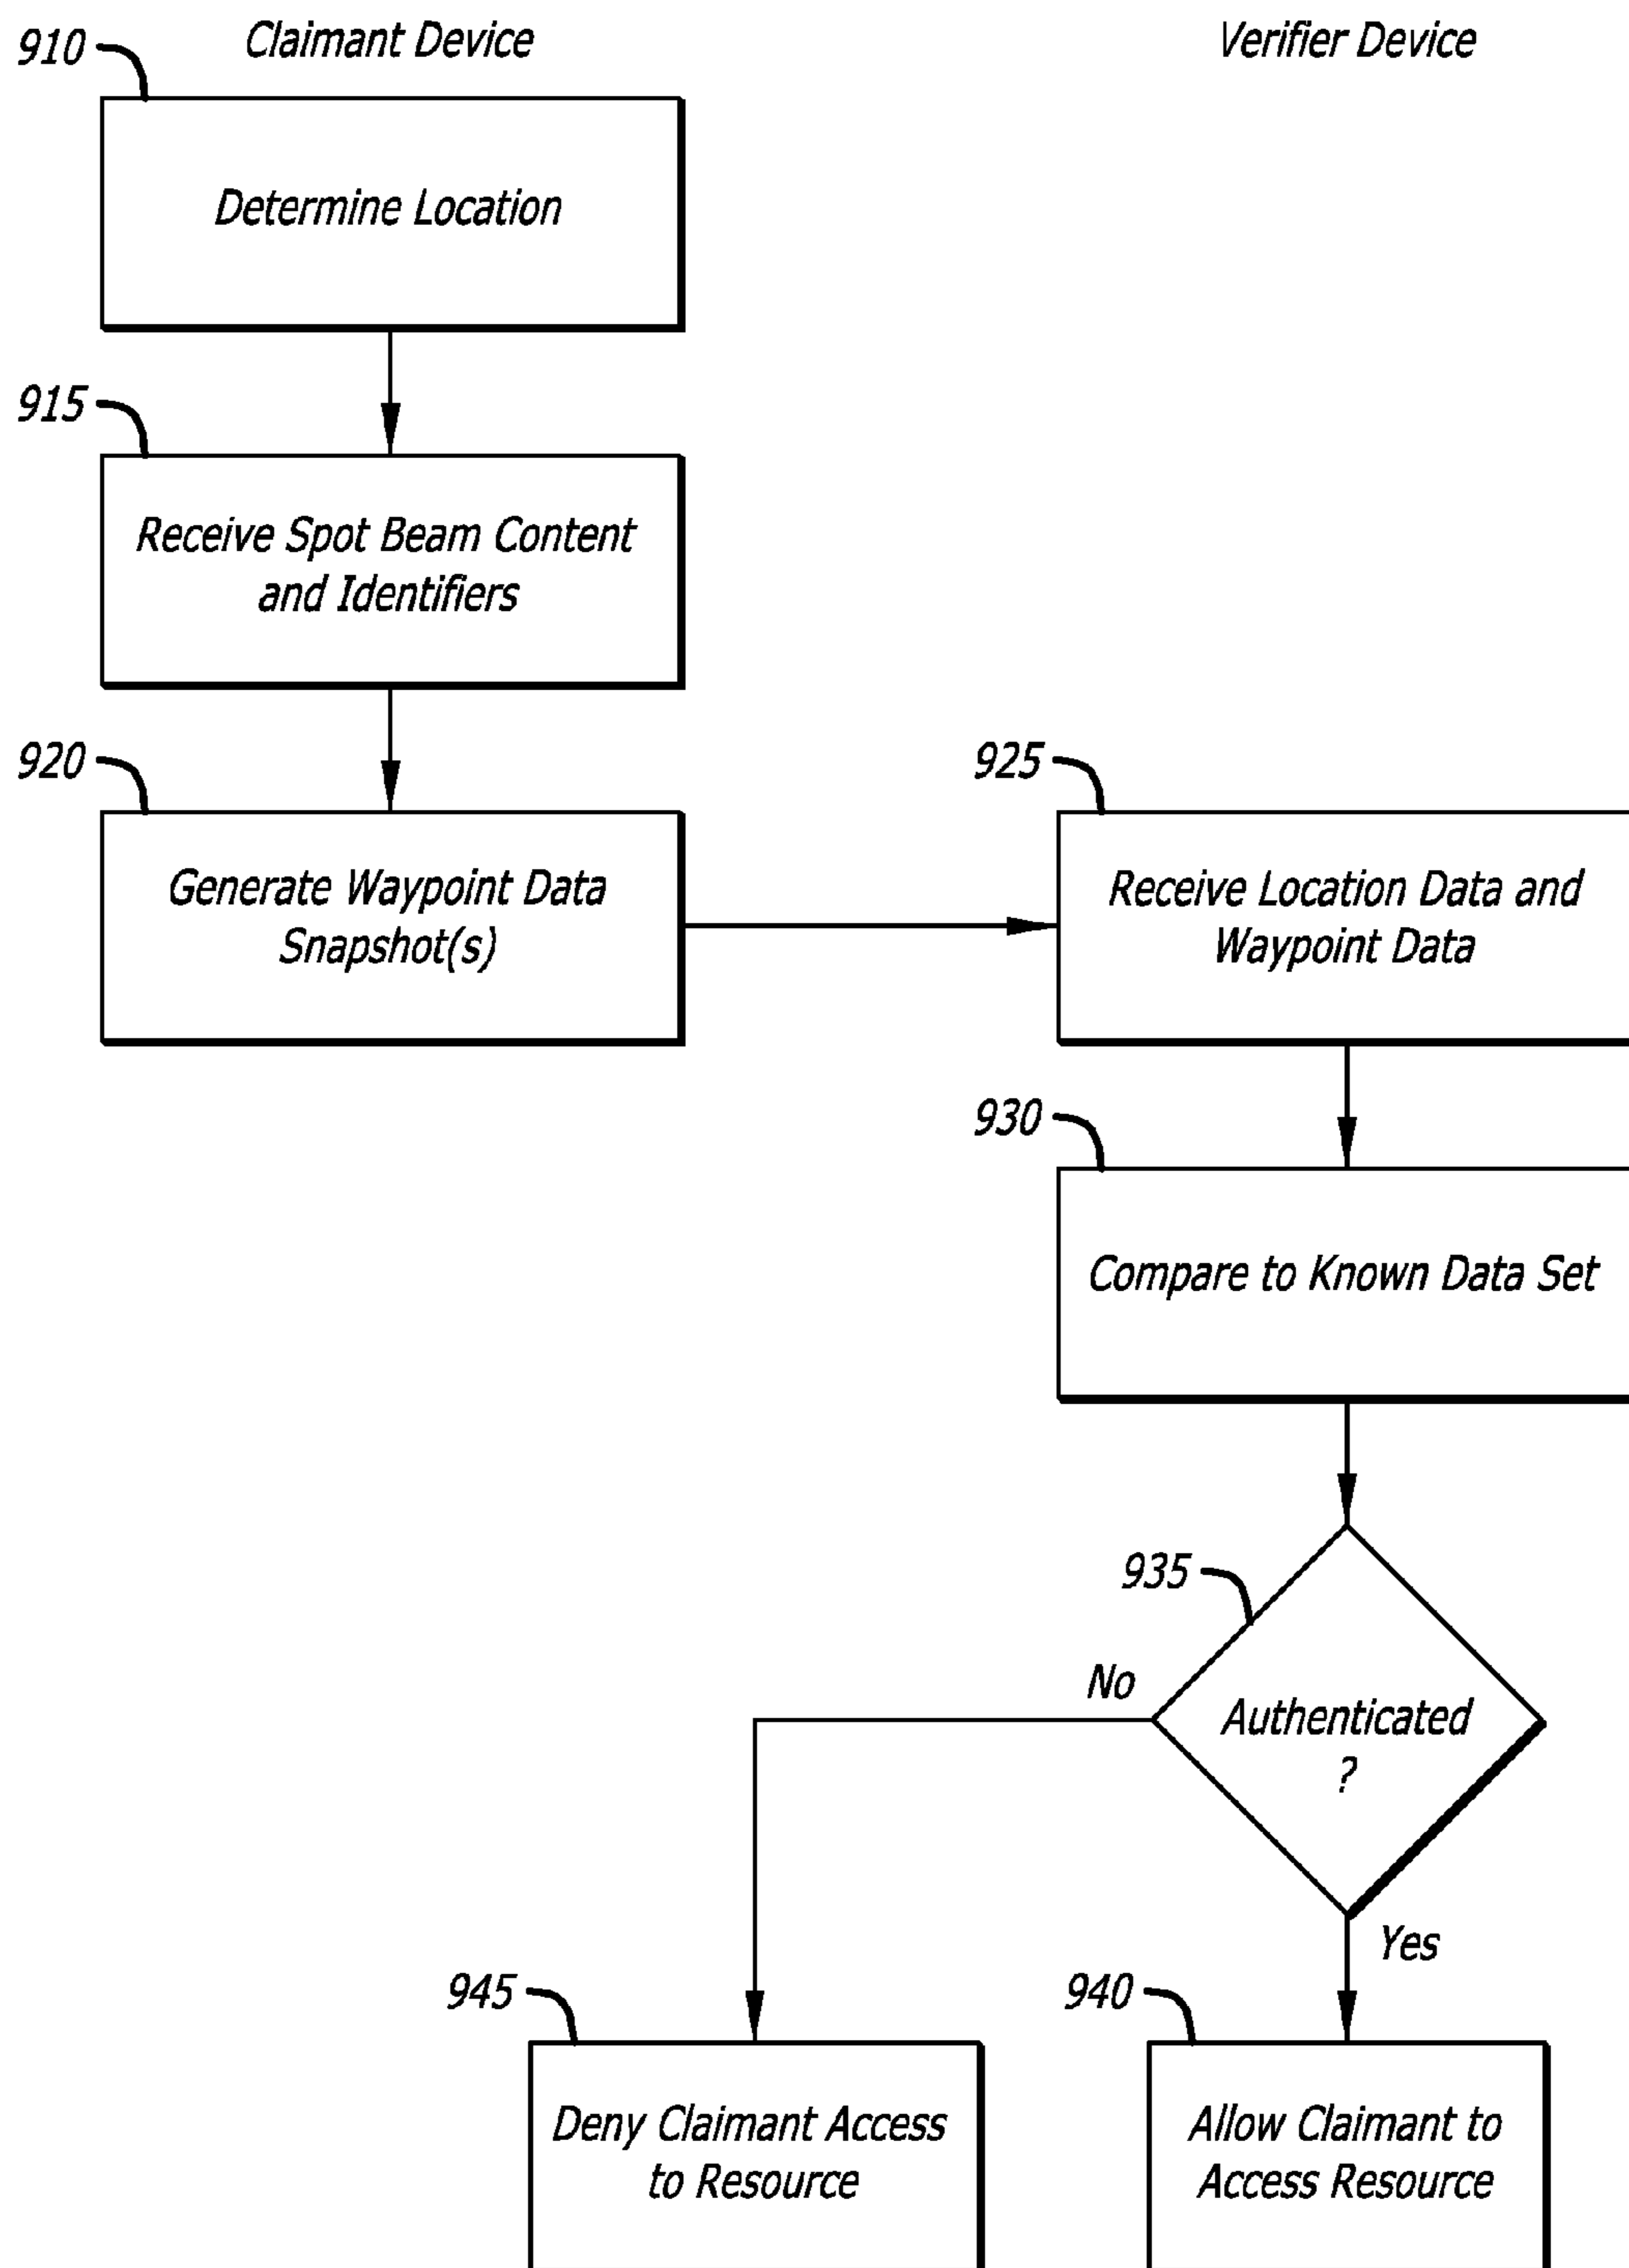 Claimant Device
Verifier Device
910
Determine Location
915
Receive Spot Beam Content
and Identifiers
920
Generate Waypoint Data
Snapshot(s)
925
Receive Location Data and
Waypoint Data
930
Compare to Known Data Set
935
Authenticated
?
No
Yes
945
Deny Claimant Access
to Resource
940
Allow Claimant to
Access Resource